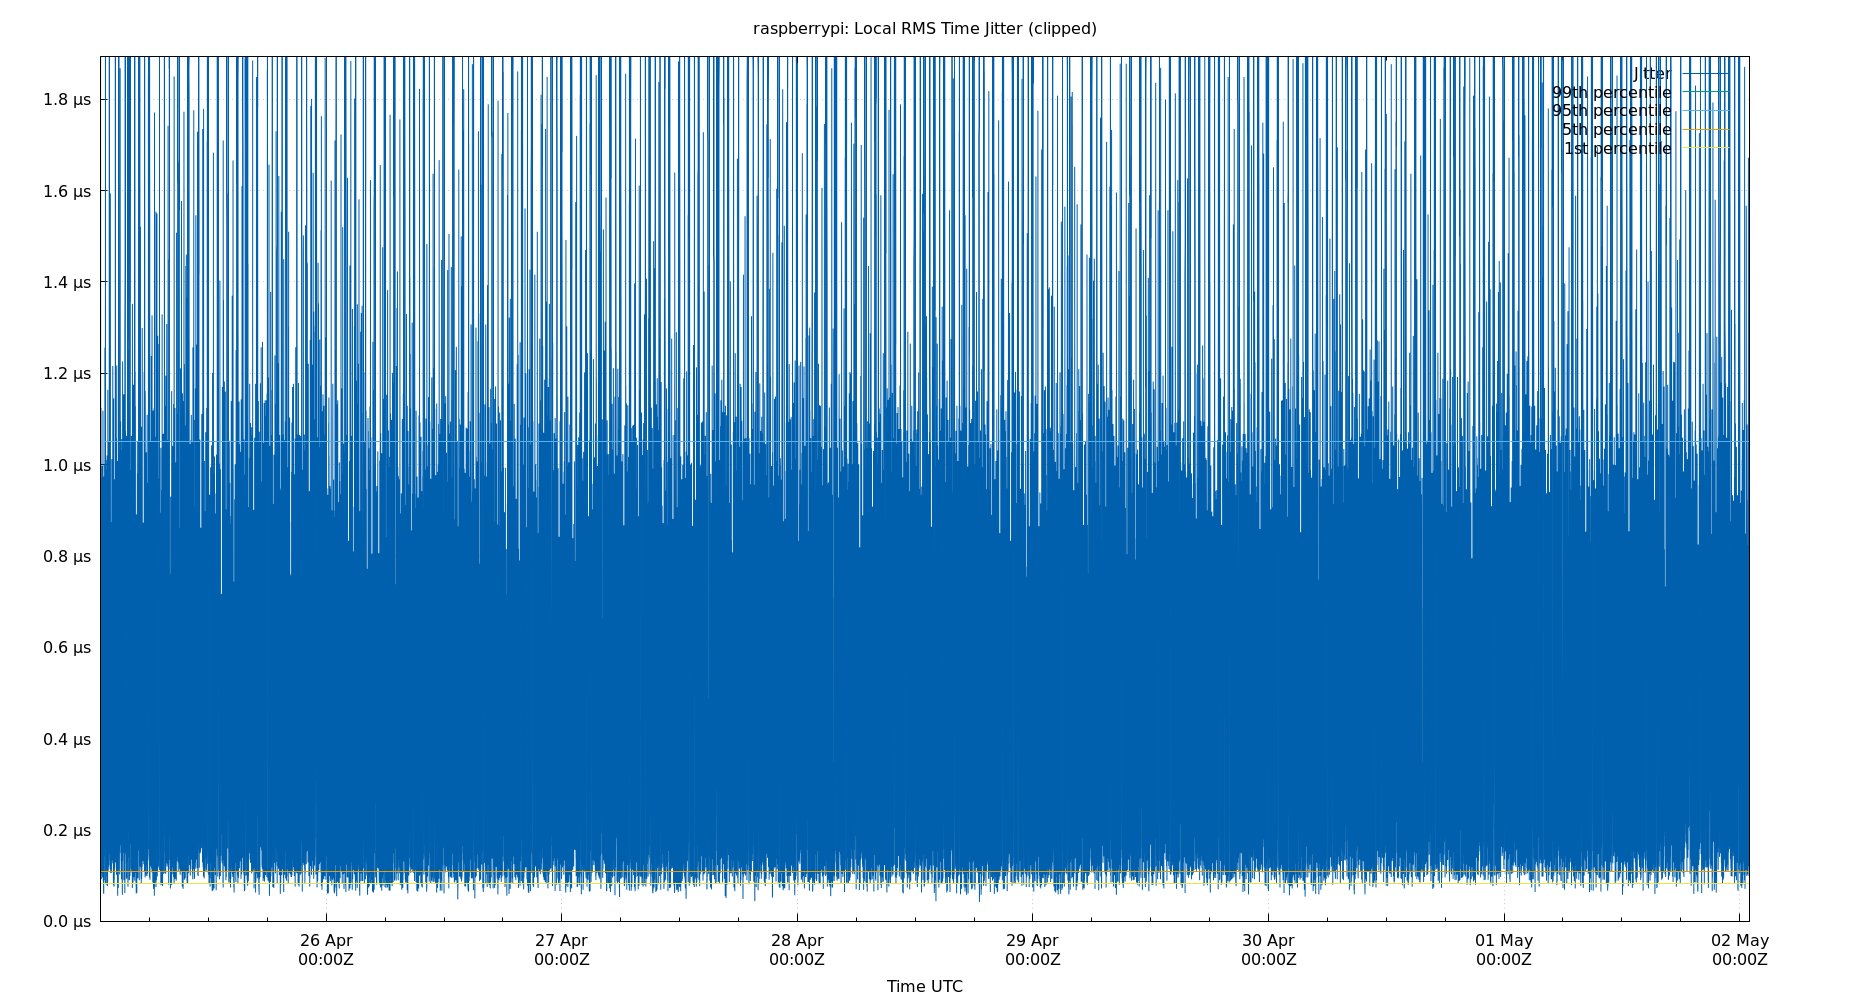 raspberrypi: Local RMS Time Jitter (clipped)
Jitter
99th percentile
95th percentile
5th percentile
1st percentile
1.8 µs
1.6 µs
1.4 µs
1.2 µs
1.0 µs
0.8 µs
0.6 µs
0.4 µs
0.2 µs
0.0 µs
26 Apr 27 Apr 28 Apr 29 Apr 30 Apr 01 May 02 May
00:00Z 00:00Z 00:00Z 00:00Z 00:00Z 00:00Z 00:00Z
Time UTC